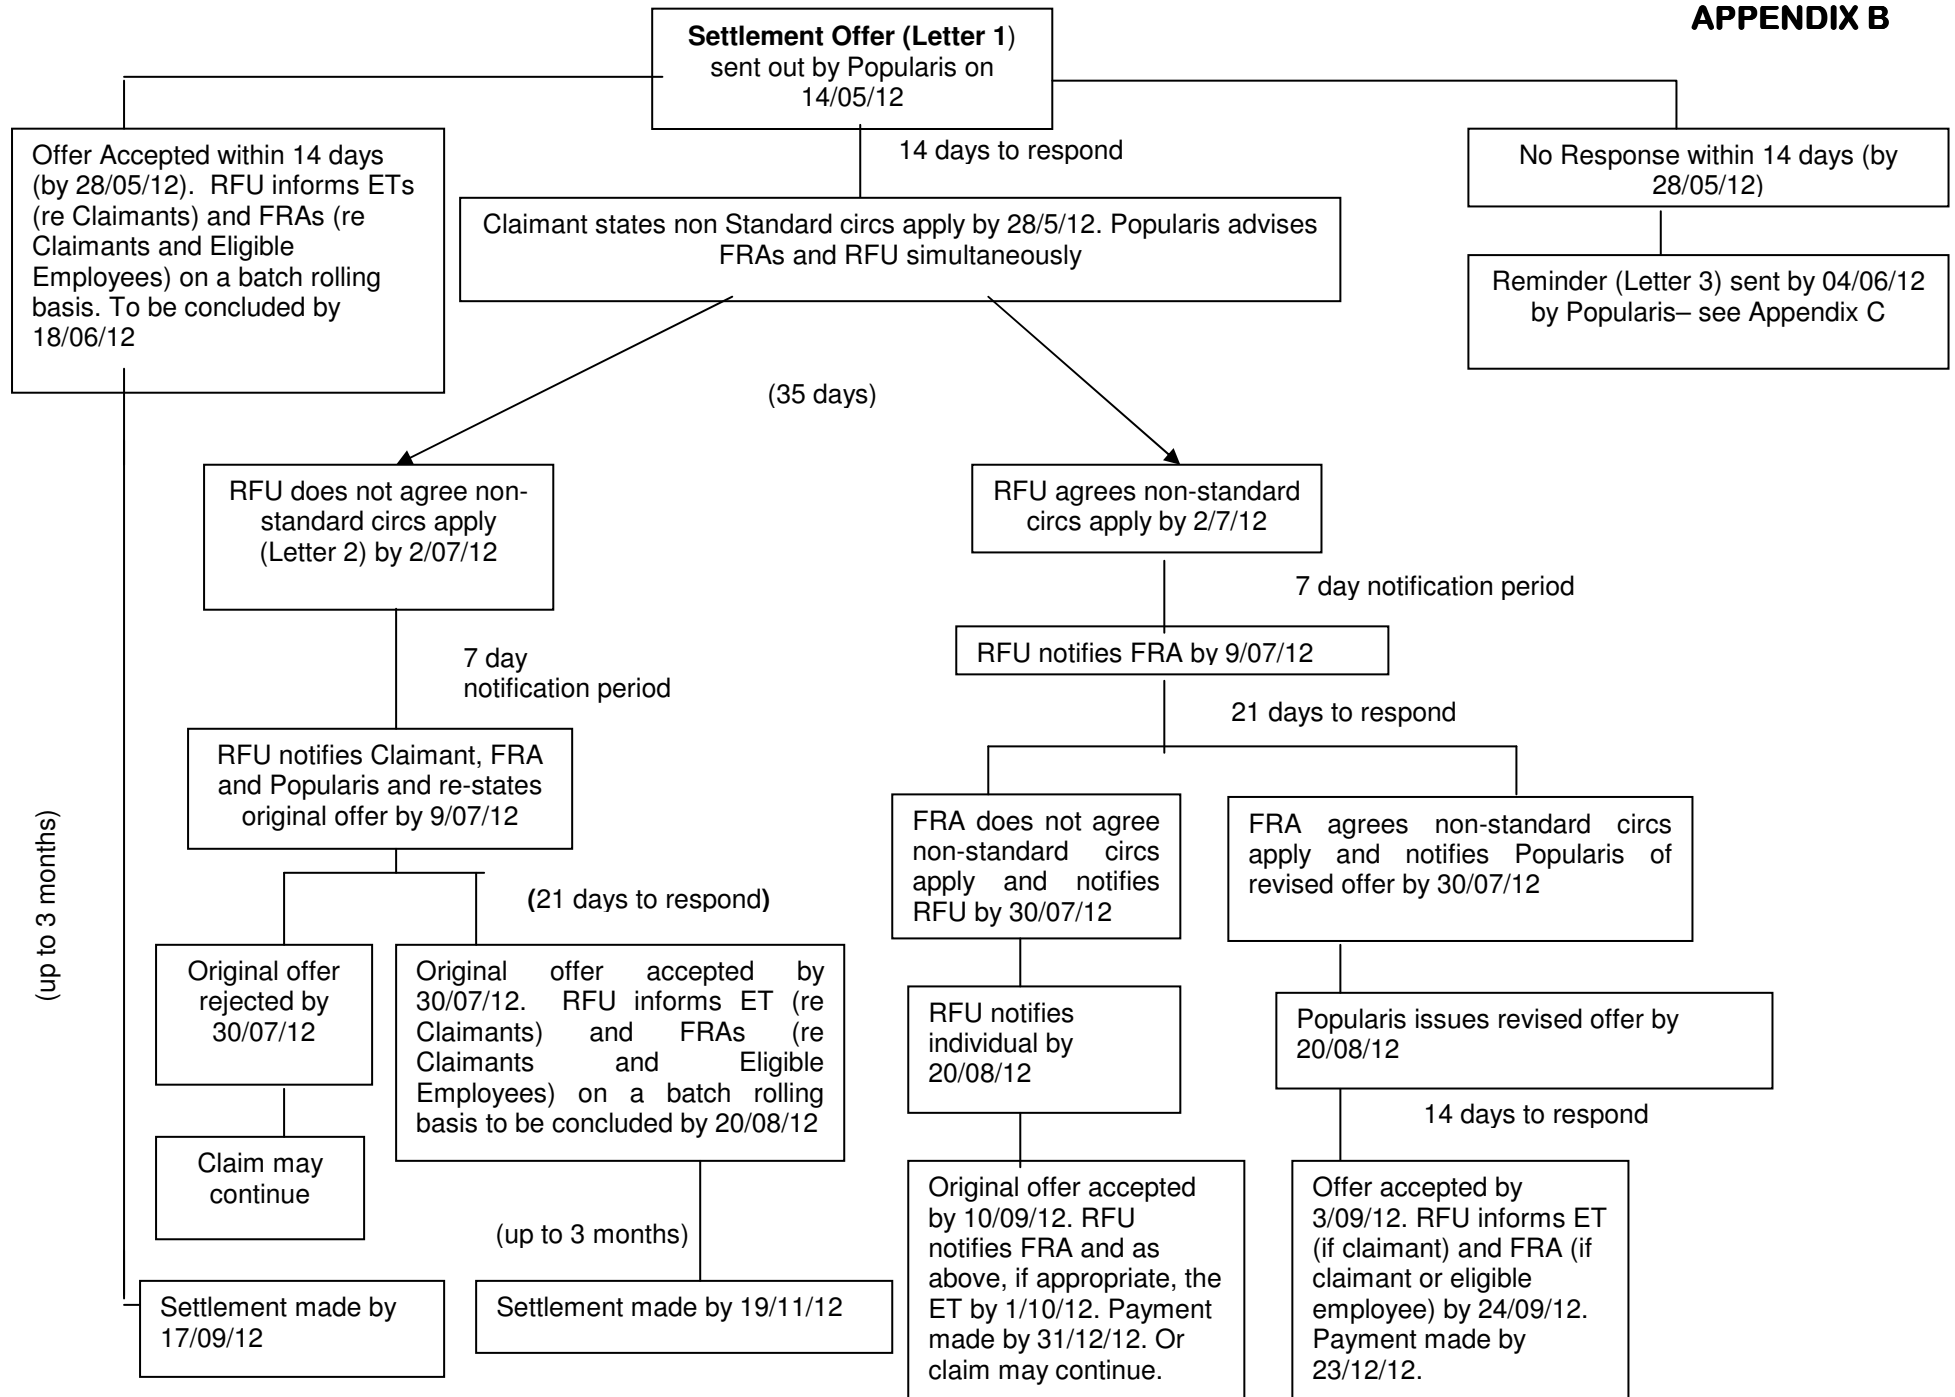 APPENDIX B
Settlement Offer (Letter 1)
sent out by Popularis on
14/05/12
14 days to respond
Offer Accepted within 14 days
(by 28/05/12).  RFU informs ETs
(re Claimants) and FRAs (re
Claimants and Eligible
Employees) on a batch rolling
basis. To be concluded by
18/06/12
Claimant states non Standard circs apply by 28/5/12. Popularis advises
FRAs and RFU simultaneously
No Response within 14 days (by
28/05/12)
Reminder (Letter 3) sent by 04/06/12
by Popularis– see Appendix C
(35 days)
RFU does not agree non-
standard circs apply
(Letter 2) by 2/07/12
RFU agrees non-standard
circs apply by 2/7/12
7 day notification period
RFU notifies FRA by 9/07/12
7 day
notification period
21 days to respond
RFU notifies Claimant, FRA
and Popularis and re-states
original offer by 9/07/12
(up to 3 months)
FRA does not agree
non-standard circs
apply and notifies
RFU by 30/07/12
FRA agrees non-standard circs
apply and notifies Popularis of
revised offer by 30/07/12
(21 days to respond)
Original offer
rejected by
30/07/12
Original offer accepted by
30/07/12. RFU informs ET (re
Claimants) and FRAs (re
Claimants and Eligible
Employees) on a batch rolling
basis to be concluded by 20/08/12
RFU notifies
individual by
20/08/12
Popularis issues revised offer by
20/08/12
14 days to respond
Claim may
continue
(up to 3 months)
Original offer accepted
by 10/09/12. RFU
notifies FRA and as
above, if appropriate, the
ET by 1/10/12. Payment
made by 31/12/12. Or
claim may continue.
Offer accepted by
3/09/12. RFU informs ET
(if claimant) and FRA (if
claimant or eligible
employee) by 24/09/12.
Payment made by
23/12/12.
Settlement made by
17/09/12
Settlement made by 19/11/12